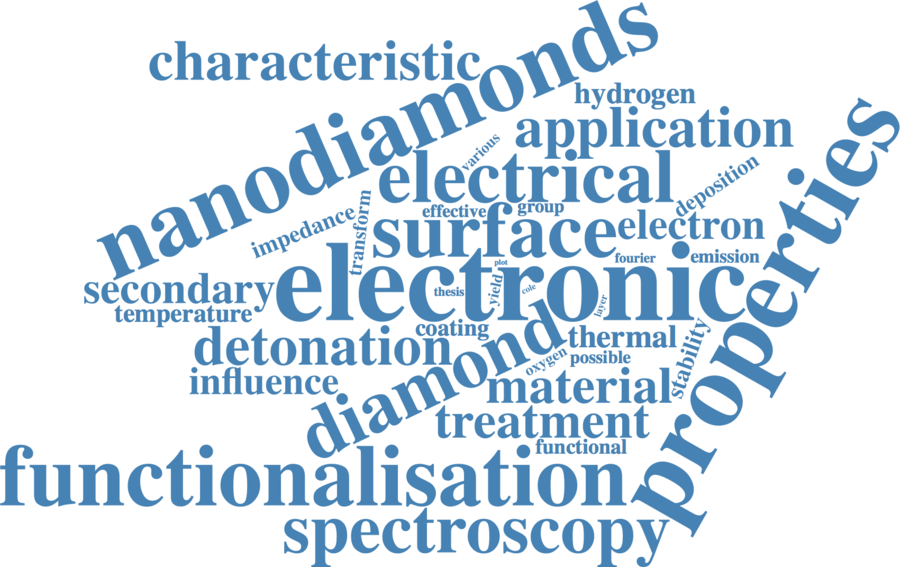 characteristic
nanodiamonds
hydrogen
application
various
electrical
deposition
properties
effective
group
impedance
transform
surface
electron
fourier
emission
plot
electronic
secondary
thesis
yield
cole
layer
temperature
coating
detonation
diamond
thermal
stability
oxygen
possible
influence
material
treatment
functional
functionalisation
spectroscopy